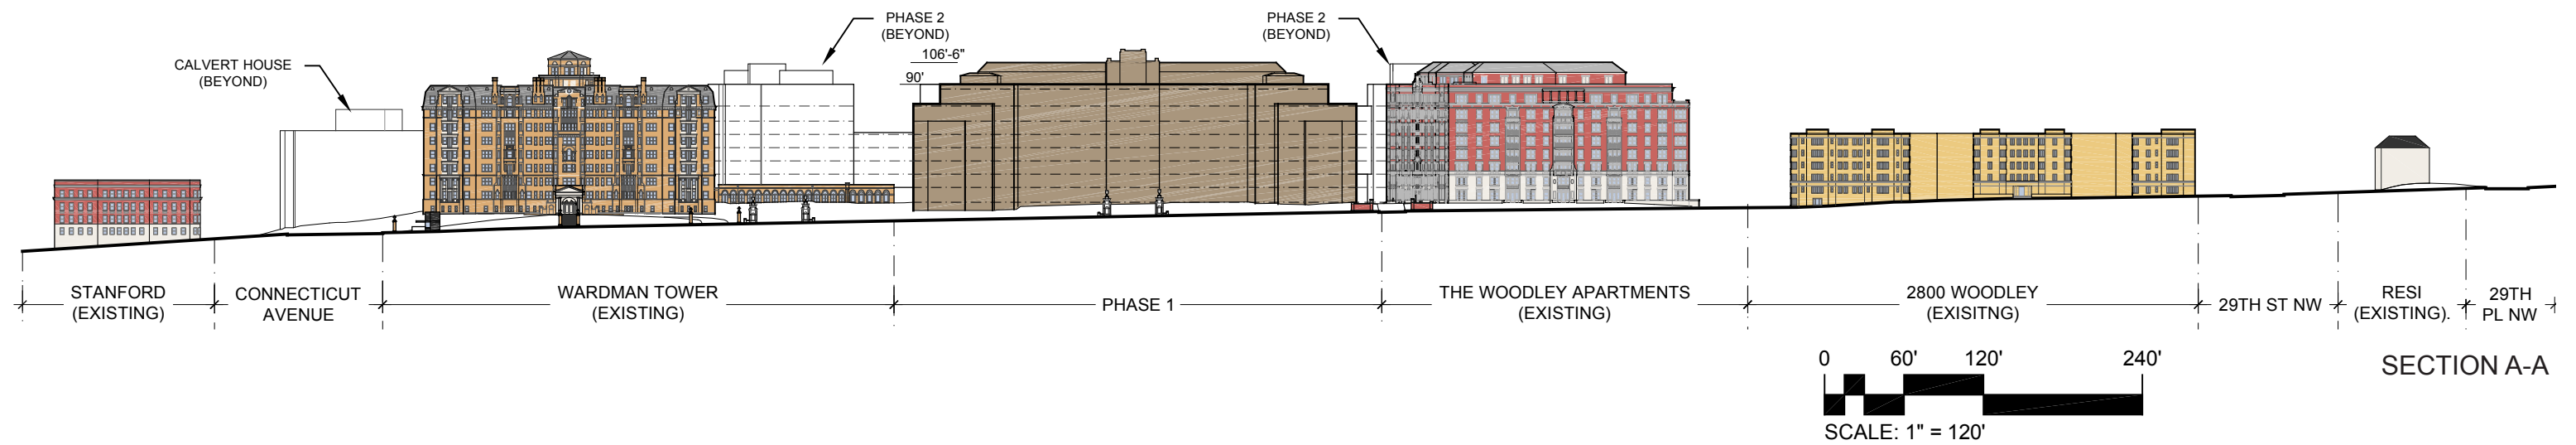 PHASE 2
(BEYOND)
PHASE 2
(BEYOND)
106'-6"
CALVERT HOUSE
(BEYOND)
90'
STANFORD
(EXISTING)
CONNECTICUT
AVENUE
WARDMAN TOWER
(EXISTING)
PHASE 1
THE WOODLEY APARTMENTS
(EXISTING)
2800 WOODLEY
(EXISITNG)
29TH ST NW
RESI
(EXISTING).
29TH
PL NW
0 60' 120' 240'
SCALE: 1" = 120'
SECTION A-A